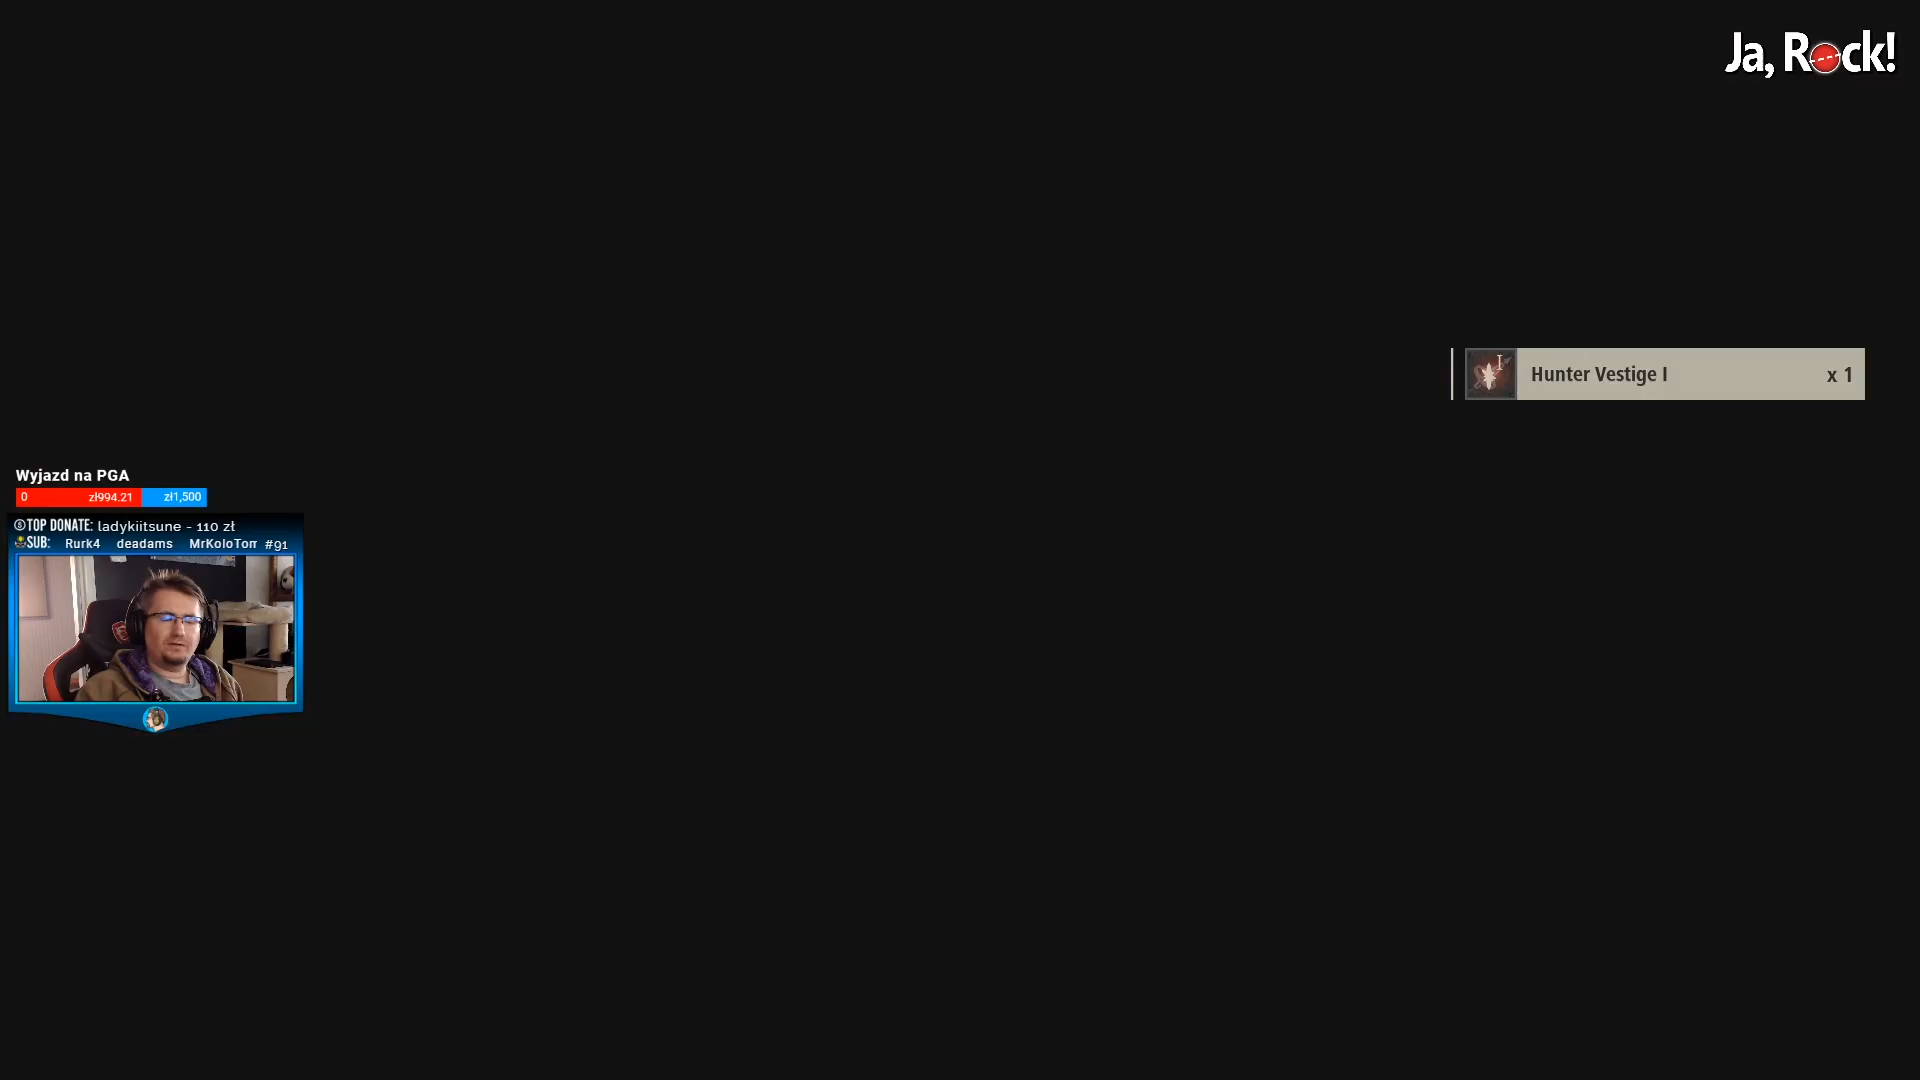 Ja, Rock!
Hunter Vestige I x 1
Wyjazd na PGA
0 zł994.21 zł1,500
TOP DONATE: ladykiitsune - 110 zł
SUB: Rurk4 deadams MrKoloTom #91